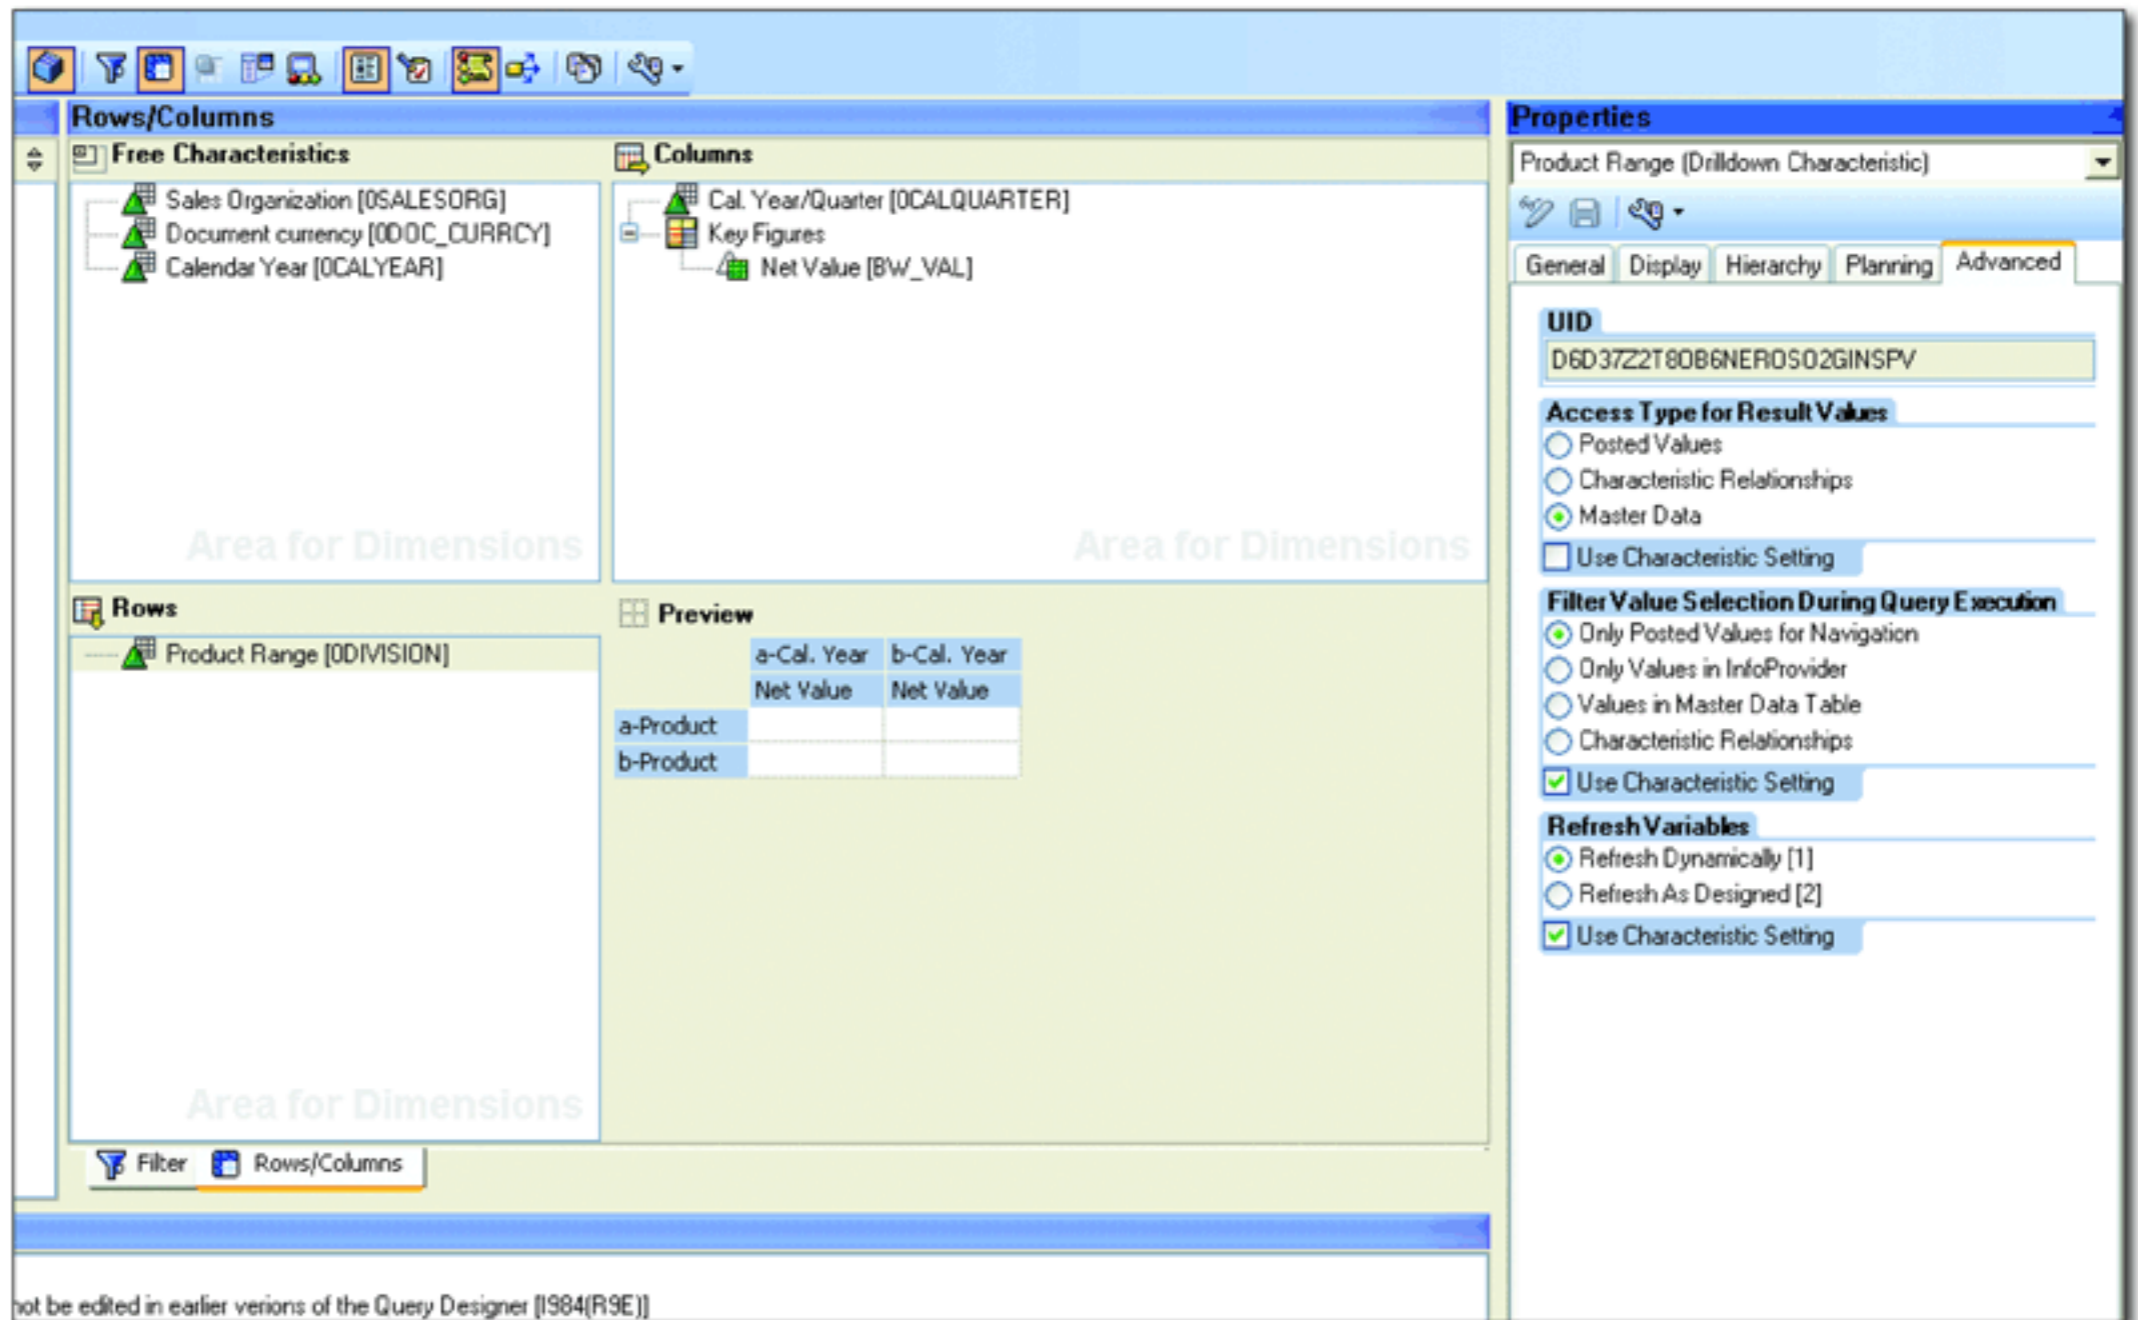 Rows/Columns
Free Characteristics
Sales Organization [0SALESORG]
Document currency [0DOC_CURRCY]
Calendar Year [0CALYEAR]
Area for Dimensions
Columns
Cal. Year/Quarter [0CALQUARTER]
Key Figures
Net Value [BW_VAL]
Area for Dimensions
Rows
Product Range [0DIVISION]
Area for Dimensions
Preview
a-Cal. Year b-Cal. Year
Net Value Net Value
a-Product
b-Product
Filter Rows/Columns
not be edited in earlier verions of the Query Designer [I984(R9E)]
Properties
Product Range (Drilldown Characteristic)
General Display Hierarchy Planning Advanced
UID
D6D37Z2T8OB6NEROSO2GINSPV
Access Type for Result Values
Posted Values
Characteristic Relationships
Master Data
Use Characteristic Setting
Filter Value Selection During Query Execution
Only Posted Values for Navigation
Only Values in InfoProvider
Values in Master Data Table
Characteristic Relationships
Use Characteristic Setting
Refresh Variables
Refresh Dynamically [1]
Refresh As Designed [2]
Use Characteristic Setting